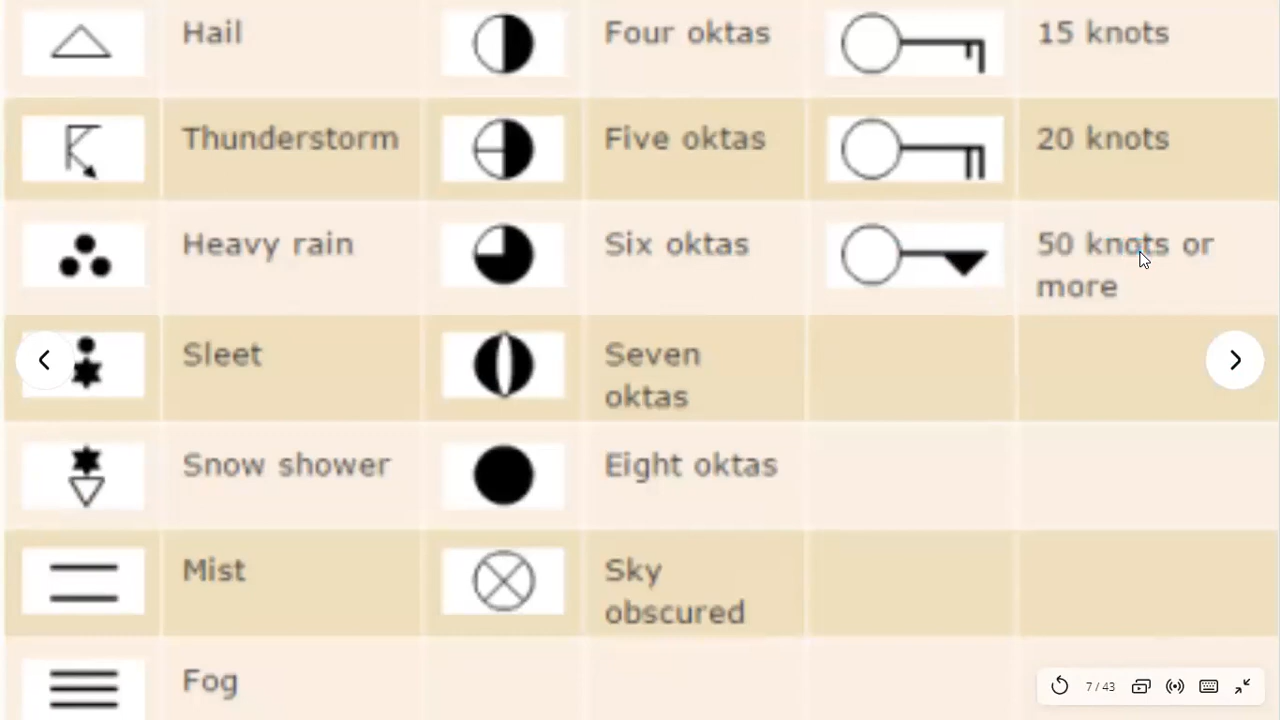 Hail Four oktas 15 knots
Thunderstorm Five oktas 20 knots
Heavy rain Six oktas 50 knots or
more
Sleet Seven
oktas
Snow shower Eight oktas
Mist Sky
obscured
Fog
7 / 43